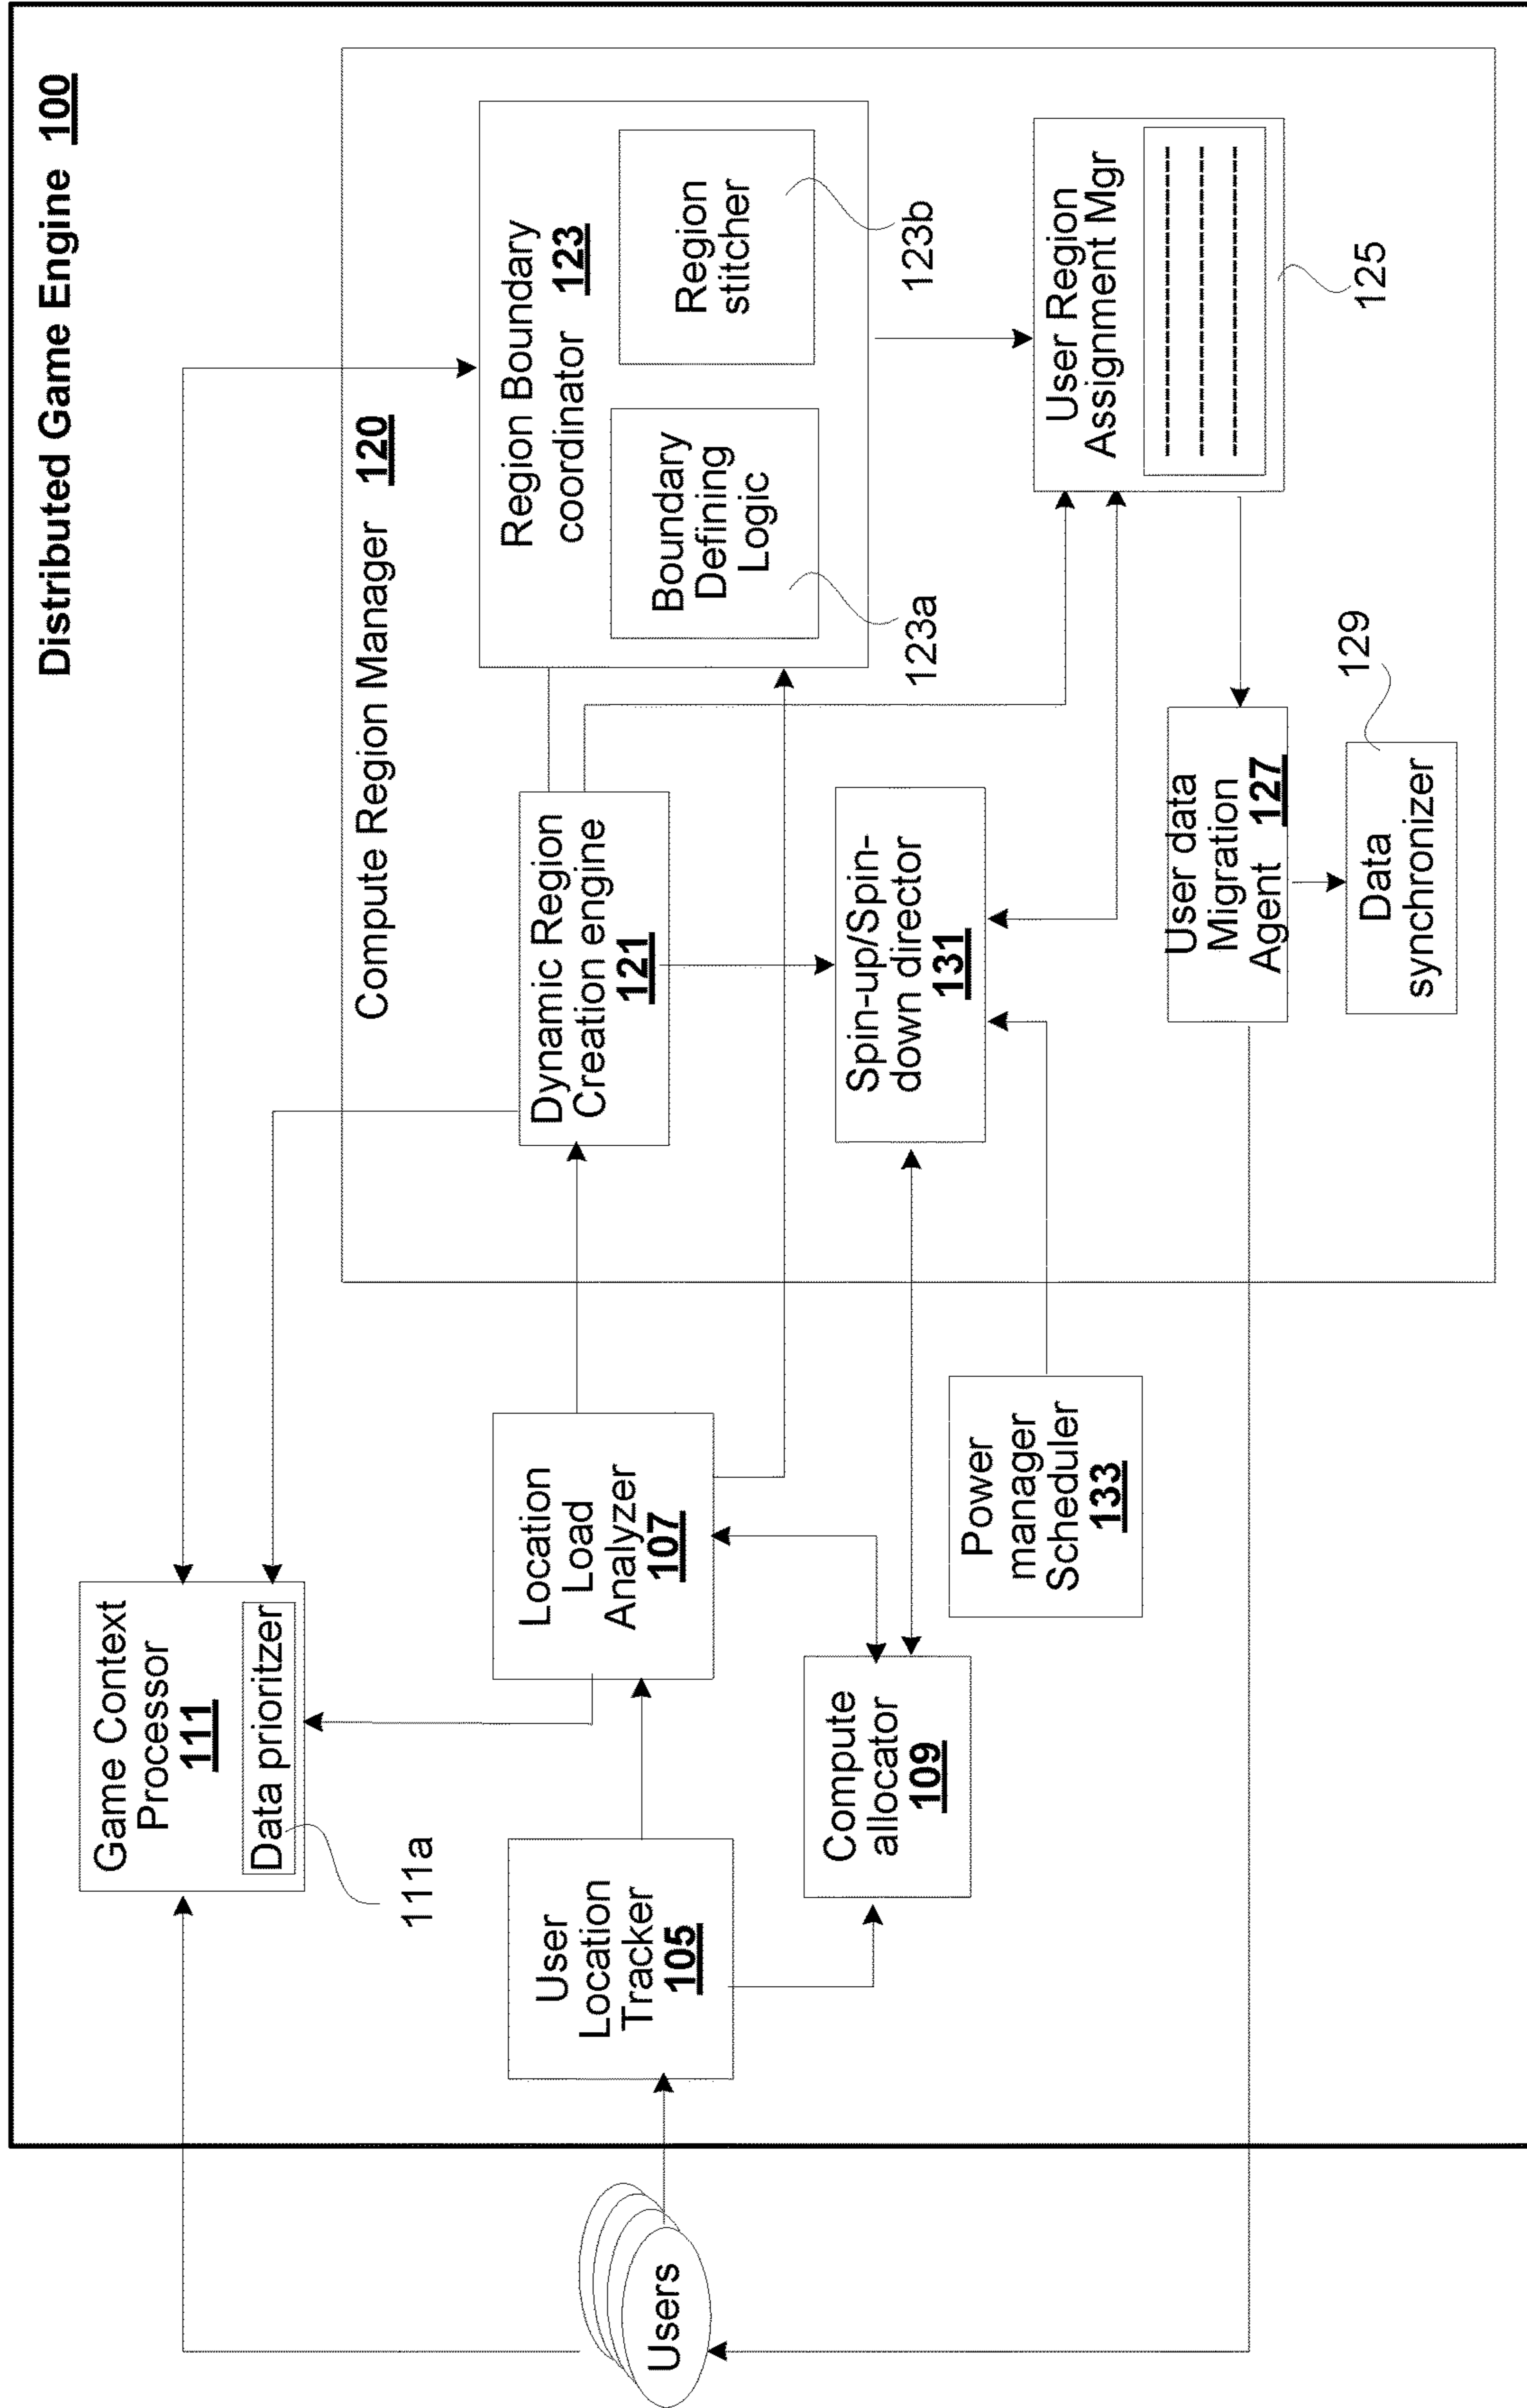 Distributed Game Engine 100
Game Context
Processor
111
Data prioritzer
111a
Compute Region Manager 120
Users
User
Location
Tracker
105
Location
Load
Analyzer
107
Dynamic Region
Creation engine
121
Region Boundary
coordinator 123
Boundary
Defining
Logic
123a
Region
stitcher
123b
Compute
allocator
109
Spin-up/Spin-
down director
131
Power
manager
Scheduler
133
User Region
Assignment Mgr
125
User data
Migration
Agent 127
Data
synchronizer
129